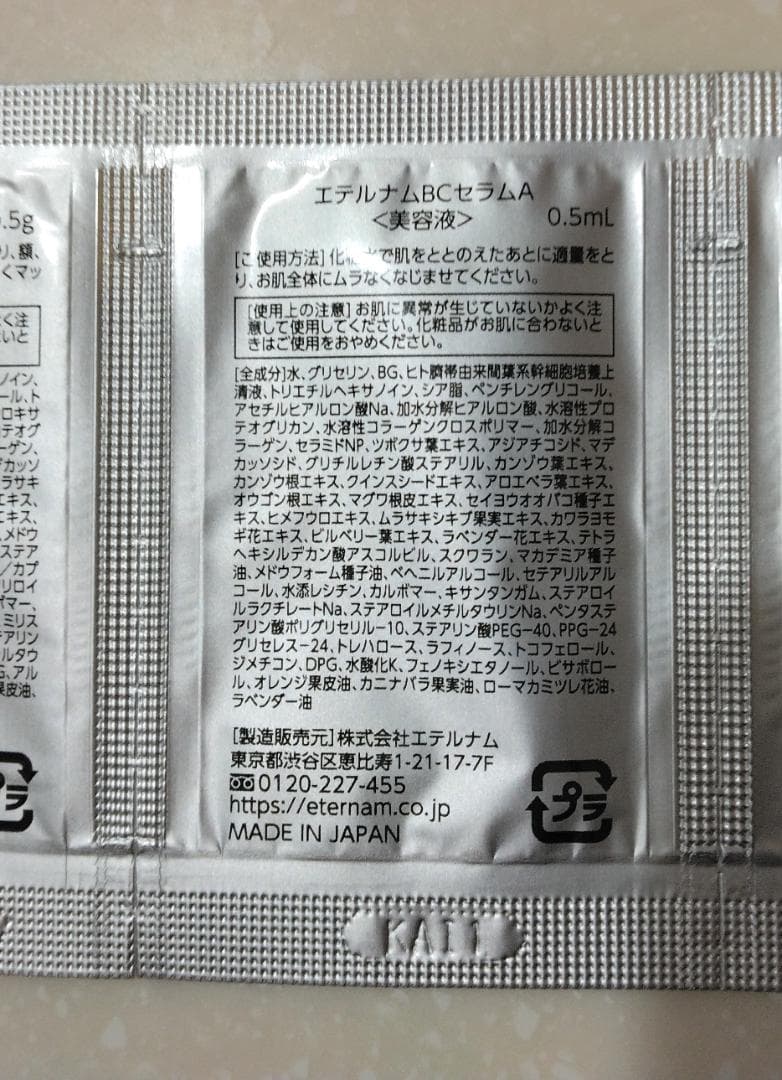 エテルナムBCセラムA
<美容液> 0.5mL
[ご使用方法]化粧水で肌をととのえたあとに適量をと
り、お肌全体にムラなくなじませてください。
[使用上の注意]お肌に異常が生じていないかよく注
意して使用してください。化粧品がお肌に合わないと
きはご使用をおやめください。
[全成分]水、グリセリン、BG、ヒト臍帯由来間葉系幹細胞培養上
清液、トリエチルヘキサノイン、シア脂、ペンチレングリコール、
アセチルヒアルロン酸Na、加水分解ヒアルロン酸、水溶性プロ
テオグリカン、水溶性コラーゲンクロスポリマー、加水分解コ
ラーゲン、セラミドNP、ツボクサ葉エキス、アジアチコシド、マデ
カッソシド、グリチルレチン酸ステアリル、カンゾウ葉エキス、
カンゾウ根エキス、クインスシードエキス、アロエベラ葉エキス、
オウゴン根エキス、マグワ根皮エキス、セイヨウオオバコ種子エ
キス、ヒメフウロエキス、ムラサキシキブ果実エキス、カワラヨモ
ギ花エキス、ビルベリー葉エキス、ラベンダー花エキス、テトラ
ヘキシルデカン酸アスコルビル、スクワラン、マカデミア種子
油、メドウフォーム種子油、ベヘニルアルコール、セテアリルアル
コール、水添レシチン、カルボマー、キサンタンガム、ステアロイ
ルラクチレートNa、ステアロイルメチルタウリンNa、ペンタステ
アリン酸ポリグリセリル-10、ステアリン酸PEG-40、PPG-24
グリセレス-24、トレハロース、ラフィノース、トコフェロール、
ジメチコン、DPG、水酸化K、フェノキシエタノール、ビサボロー
ル、オレンジ果皮油、カニナバラ果実油、ローマカミツレ花油、
ラベンダー油
[製造販売元]株式会社エテルナム
東京都渋谷区恵比寿1-21-17-7F
0120-227-455
https://eternam.co.jp
MADE IN JAPAN
プラ
KAI1